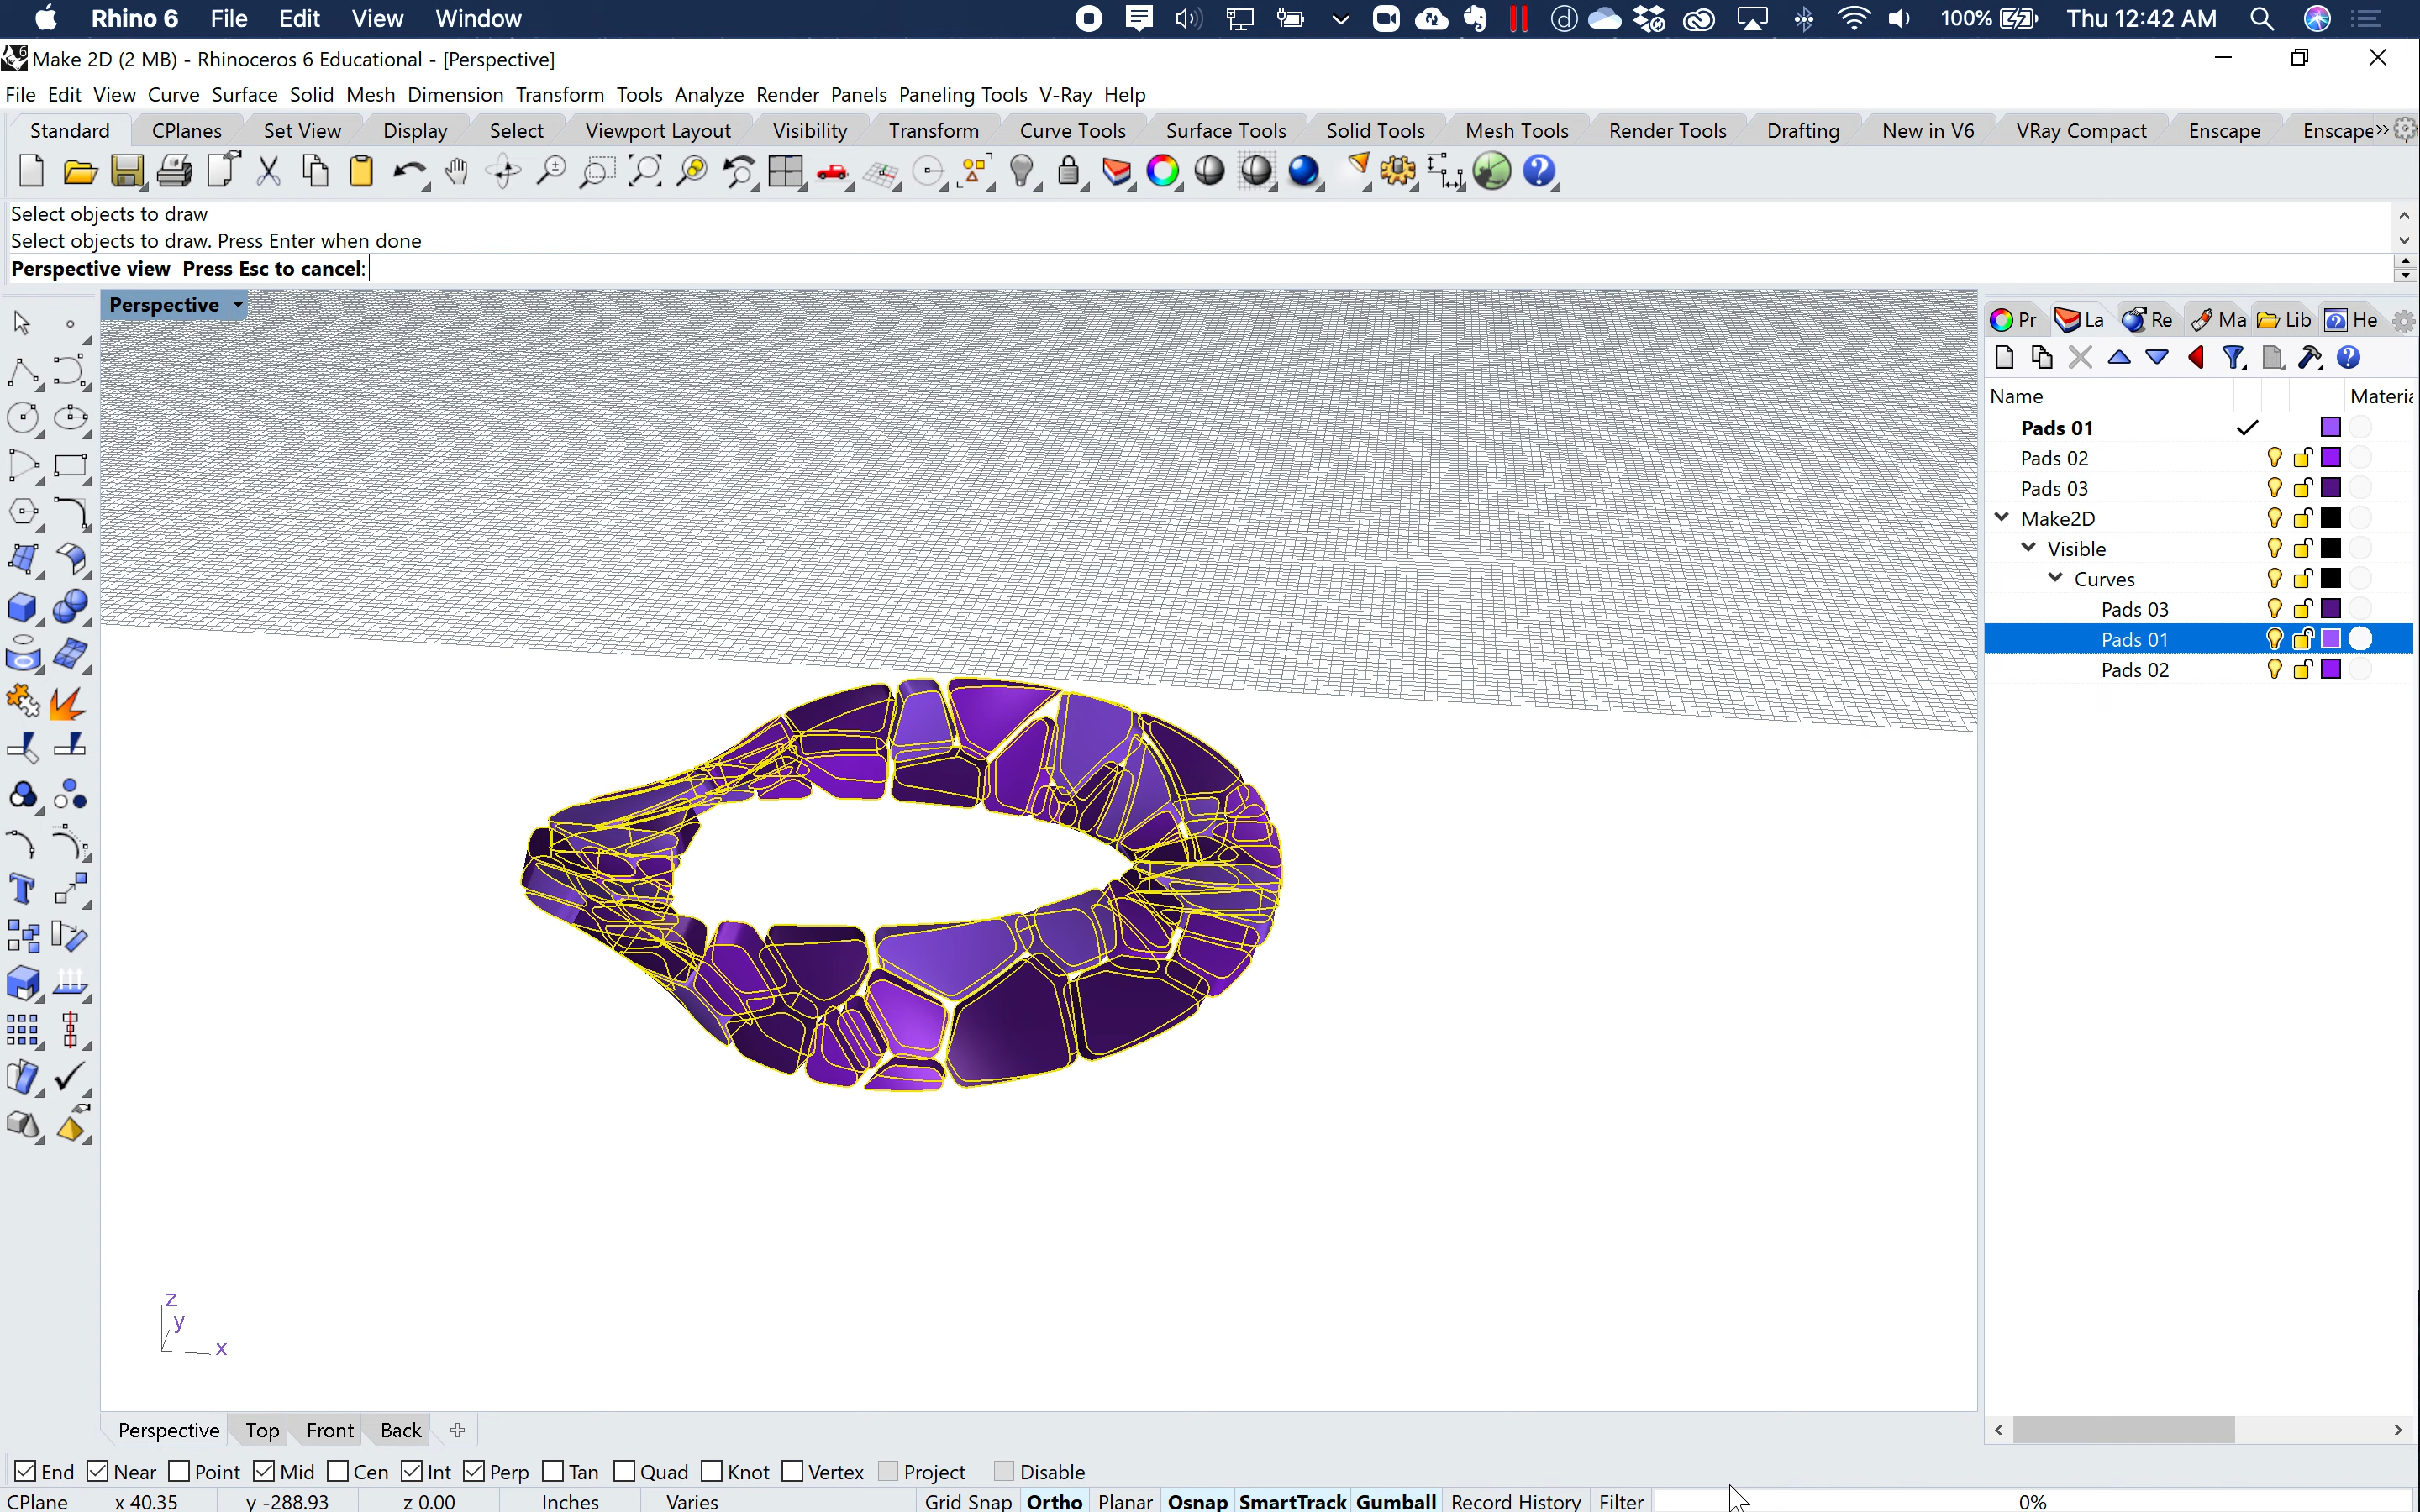 Rhino 6 File Edit View Window 100% Thu 12:42 AM
Make 2D (2 MB) - Rhinoceros 6 Educational - [Perspective]
File Edit View Curve Surface Solid Mesh Dimension Transform Tools Analyze Render Panels Paneling Tools V-Ray Help
Standard CPlanes Set View Display Select Viewport Layout Visibility Transform Curve Tools Surface Tools Solid Tools Mesh Tools Render Tools Drafting New in V6 VRay Compact Enscape Enscape»
Select objects to draw
Select objects to draw. Press Enter when done
Perspective view Press Esc to cancel:
Perspective
Pr La Re Ma Lib He
Name Materia
Pads 01
Pads 02
Pads 03
Make2D
Visible
Curves
Pads 03
Pads 01
Pads 02
z
y
x
Perspective Top Front Back
End Near Point Mid Cen Int Perp Tan Quad Knot Vertex Project Disable
CPlane x 40.35 y -288.93 z 0.00 Inches Varies Grid Snap Ortho Planar Osnap SmartTrack Gumball Record History Filter 0%